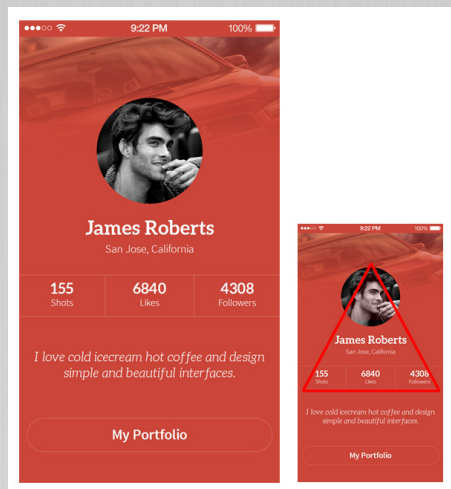 9:22 PM 100%
James Roberts
San Jose, California
155 6840 4308
Shots Likes Followers
I love cold icecream hot coffee and design
simple and beautiful interfaces.
My Portfolio
9:22 PM 100%
James Roberts
San Jose, California
155 6840 4308
Shots Likes Followers
I love cold icecream hot coffee and design
simple and beautiful interfaces.
My Portfolio